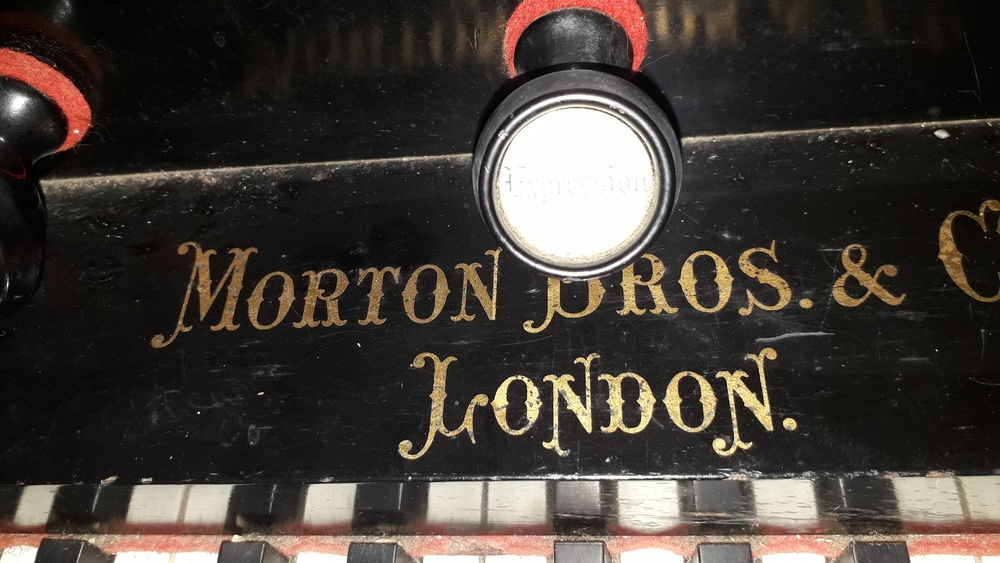 Expression
MORTON BROS. & C
LONDON.